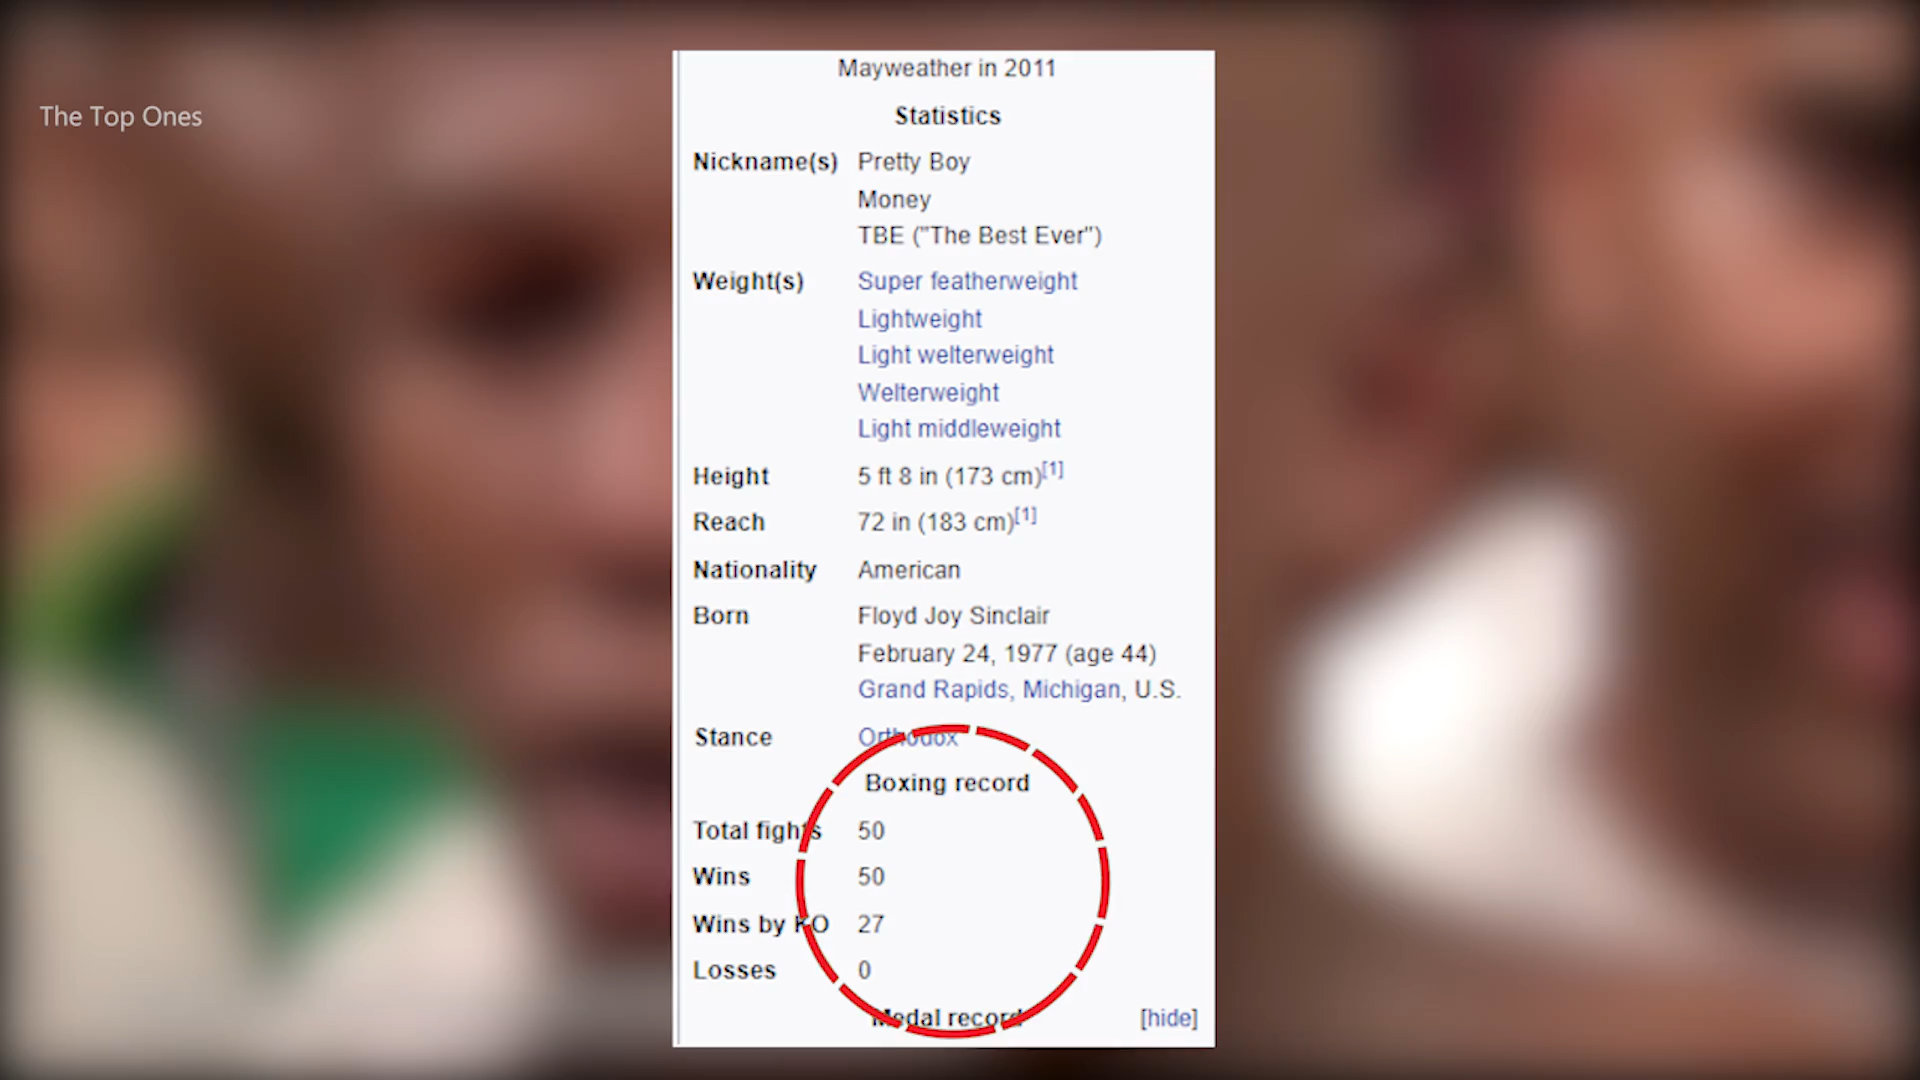 The Top Ones
Mayweather in 2011
Statistics
Nickname(s) Pretty Boy
Money
TBE ("The Best Ever")
Weight(s) Super featherweight
Lightweight
Light welterweight
Welterweight
Light middleweight
Height 5 ft 8 in (173 cm)[1]
Reach 72 in (183 cm)[1]
Nationality American
Born Floyd Joy Sinclair
February 24, 1977 (age 44)
Grand Rapids, Michigan, U.S.
Stance Orthodox
Boxing record
Total fights 50
Wins 50
Wins by KO 27
Losses 0
Medal record [hide]